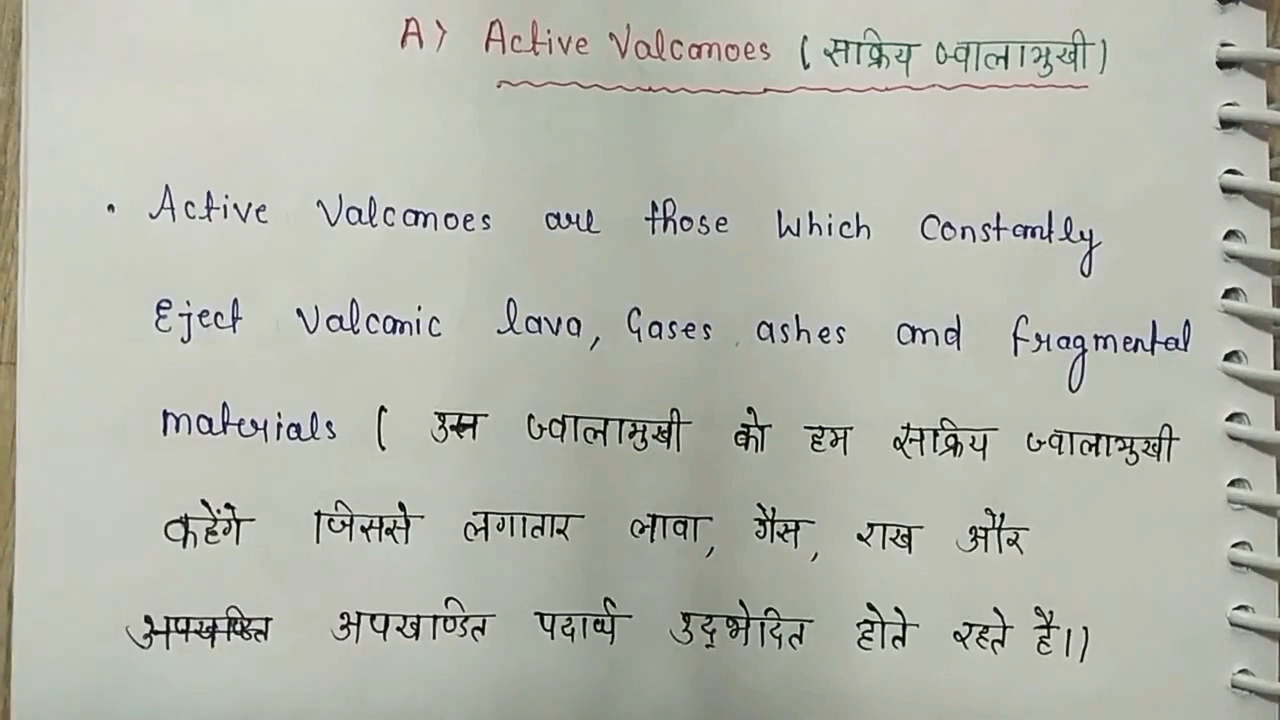 A) Active Valcanoes (सक्रिय ज्वालामुखी)
• Active Valcanoes are those which constantly
Eject Valcanic lava, Gases, ashes and fragmental
materials ( उस ज्वालामुखी को हम सक्रिय ज्वालामुखी
कहेंगे जिससे लगातार लावा, गैस, राख और
अपखण्डित अपखाण्डित पदार्थ उद्भेदित होते रहते है।)